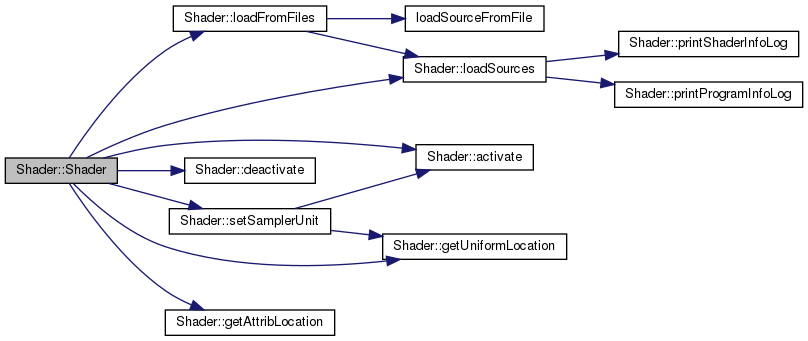 Shader::loadFromFiles
loadSourceFromFile
Shader::printShaderInfoLog
Shader::loadSources
Shader::printProgramInfoLog
Shader::activate
Shader::Shader
Shader::deactivate
Shader::setSamplerUnit
Shader::getUniformLocation
Shader::getAttribLocation